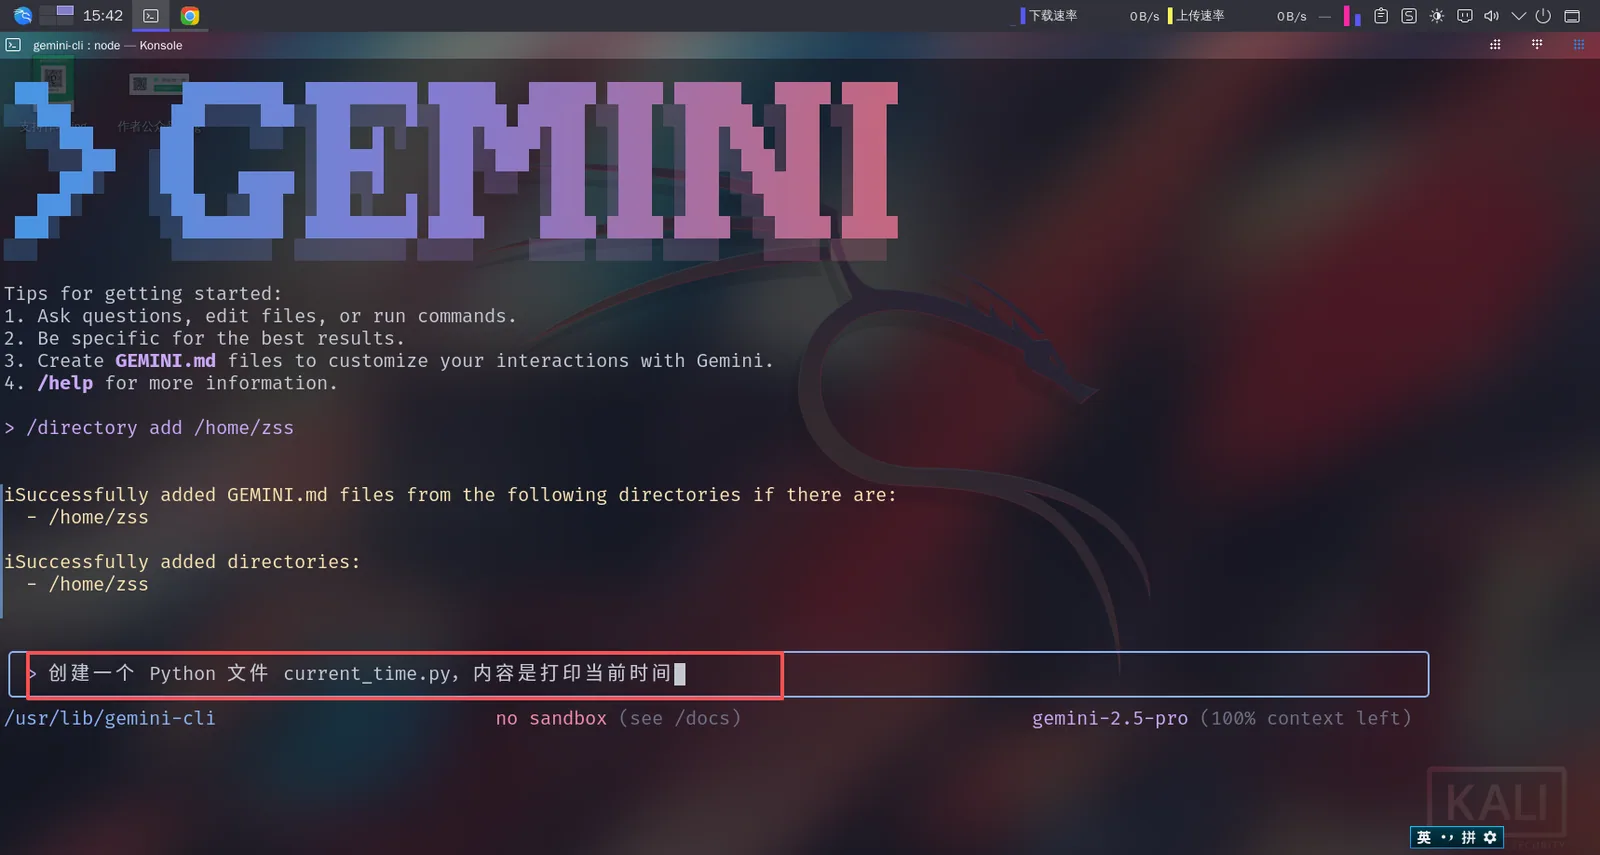 15:42
下载速率
0 B/s
上传速率
0 B/s
gemini-cli : node — Konsole
GEMINI
Tips for getting started:
1. Ask questions, edit files, or run commands.
2. Be specific for the best results.
3. Create GEMINI.md files to customize your interactions with Gemini.
4. /help for more information.
> /directory add /home/zss
iSuccessfully added GEMINI.md files from the following directories if there are:
- /home/zss
iSuccessfully added directories:
- /home/zss
> 创建一个 Python 文件 current_time.py，内容是打印当前时间
/usr/lib/gemini-cli
no sandbox (see /docs)
gemini-2.5-pro (100% context left)
KALI
英 •, 拼